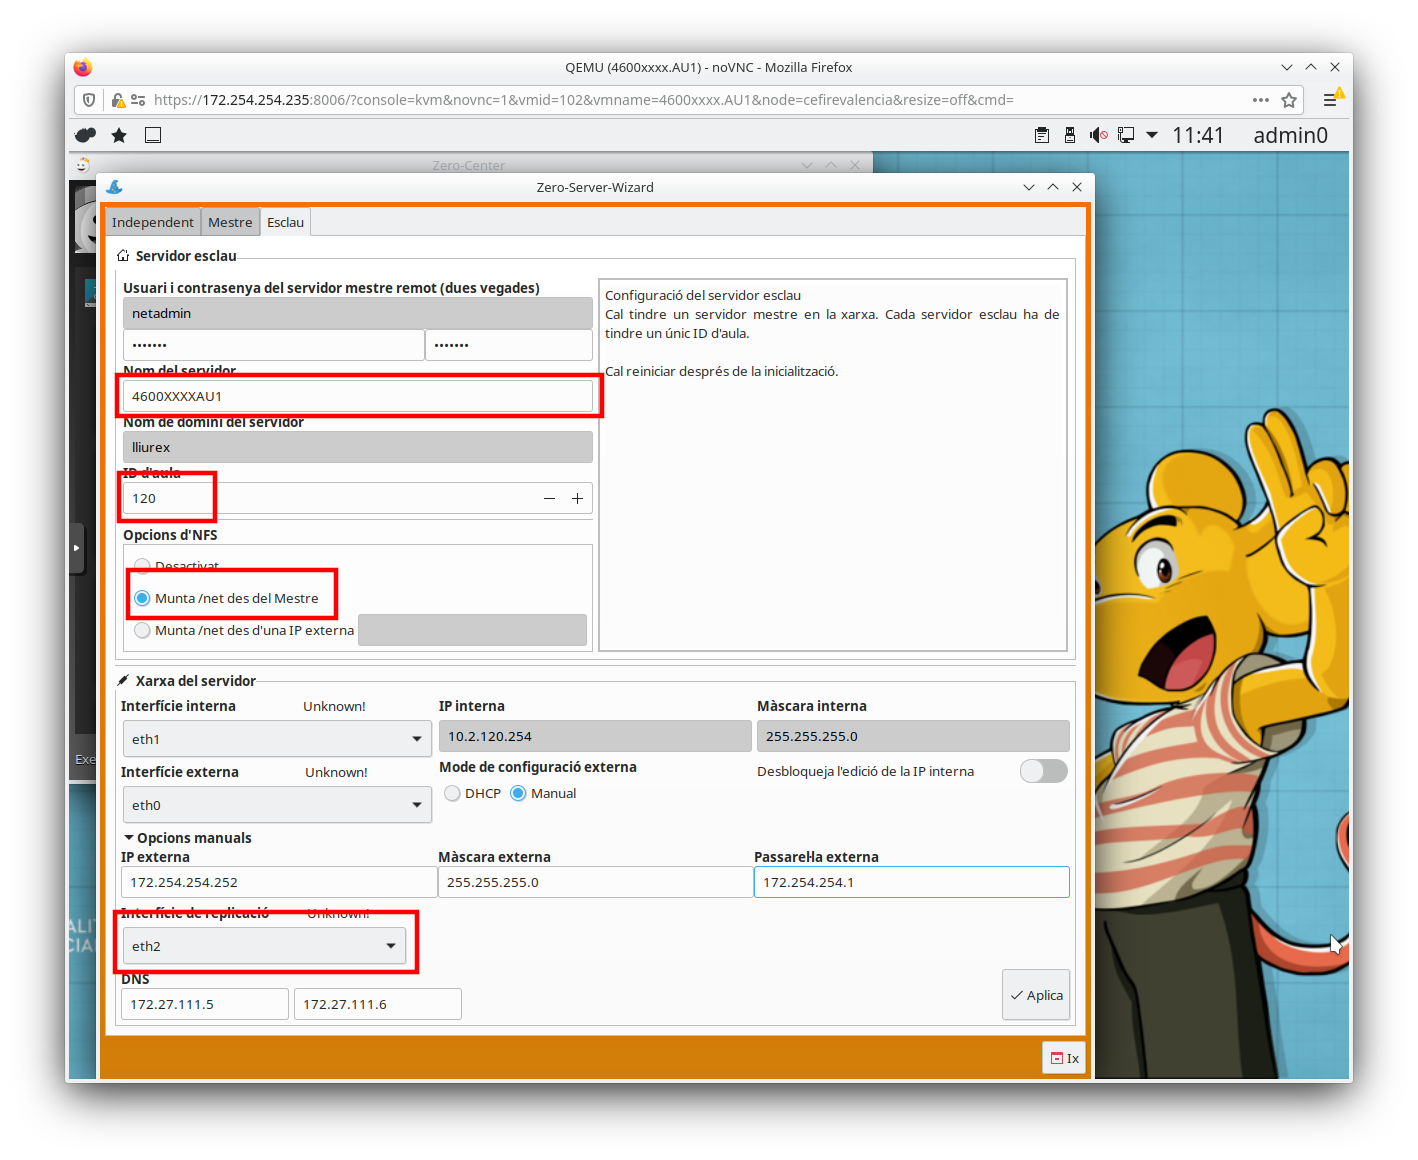 QEMU (4600xxxx.AU1) - noVNC - Mozilla Firefox
https://172.254.254.235:8006/?console=kvm&novnc=1&vmid=102&vmname=4600xxxx.AU1&node=cefirevalencia&resize=off&cmd=
11:41 admin0
Zero-Center
Zero-Server-Wizard
Independent Mestre Esclau
Servidor esclau
Usuari i contrasenya del servidor mestre remot (dues vegades)
netadmin
••••••• •••••••
Nom del servidor
4600XXXXAU1
Nom de domini del servidor
lliurex
ID d'aula
120
Opcions d'NFS
Desactivat
Munta /net des del Mestre
Munta /net des d'una IP externa
Configuració del servidor esclau
Cal tindre un servidor mestre en la xarxa. Cada servidor esclau ha de
tindre un únic ID d'aula.
Cal reiniciar després de la inicialització.
Xarxa del servidor
Interfície interna Unknown! IP interna Màscara interna
eth1 10.2.120.254 255.255.255.0
Interfície externa Unknown! Mode de configuració externa Desbloqueja l'edició de la IP interna
eth0 DHCP Manual
Opcions manuals
IP externa Màscara externa Passarel·la externa
172.254.254.252 255.255.255.0 172.254.254.1
Interfície de replicació Unknown!
eth2
DNS
172.27.111.5 172.27.111.6
Aplica
Ix
Exe
ALIT
CIAL